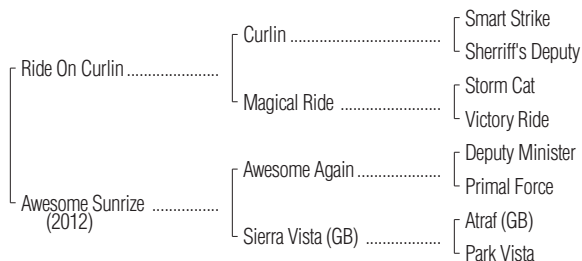 Smart Strike
Curlin
Sherriff's Deputy
Ride On Curlin
Storm Cat
Magical Ride
Victory Ride
Deputy Minister
Awesome Again
Primal Force
Awesome Sunrize
(2012)
Atraf (GB)
Sierra Vista (GB)
Park Vista